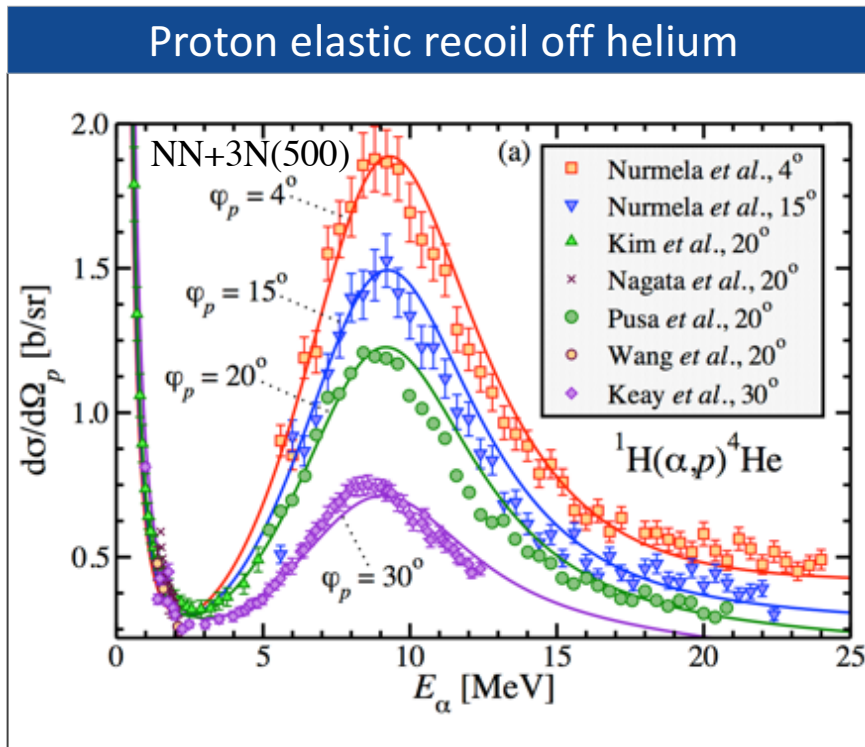 Proton elastic recoil off helium
2.0
1.5
1.0
0.5
dσ/dΩₚ [b/sr]
NN+3N(500)
(a)
φₚ = 4°
φₚ = 15°
φₚ = 20°
φₚ = 30°
Nurmela et al., 4°
Nurmela et al., 15°
Kim et al., 20°
Nagata et al., 20°
Pusa et al., 20°
Wang et al., 20°
Keay et al., 30°
¹H(α,p)⁴He
0 5 10 15 20 25
E_α [MeV]